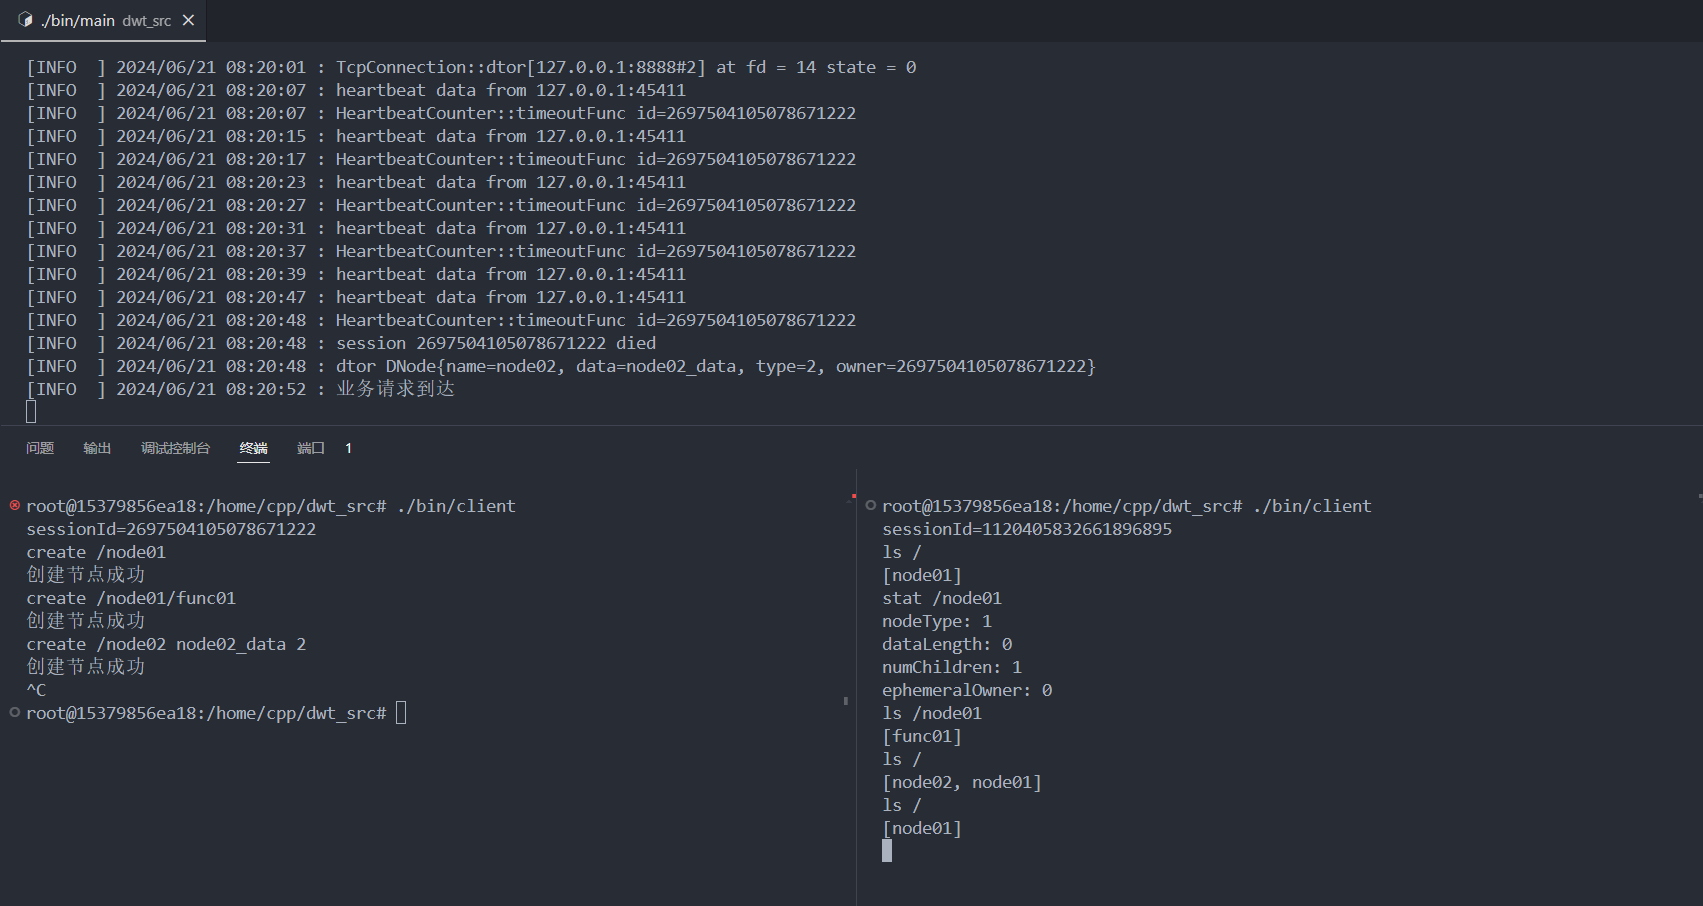 ./bin/main dwt_src
[INFO  ] 2024/06/21 08:20:01 : TcpConnection::dtor[127.0.0.1:8888#2] at fd = 14 state = 0
[INFO  ] 2024/06/21 08:20:07 : heartbeat data from 127.0.0.1:45411
[INFO  ] 2024/06/21 08:20:07 : HeartbeatCounter::timeoutFunc id=2697504105078671222
[INFO  ] 2024/06/21 08:20:15 : heartbeat data from 127.0.0.1:45411
[INFO  ] 2024/06/21 08:20:17 : HeartbeatCounter::timeoutFunc id=2697504105078671222
[INFO  ] 2024/06/21 08:20:23 : heartbeat data from 127.0.0.1:45411
[INFO  ] 2024/06/21 08:20:27 : HeartbeatCounter::timeoutFunc id=2697504105078671222
[INFO  ] 2024/06/21 08:20:31 : heartbeat data from 127.0.0.1:45411
[INFO  ] 2024/06/21 08:20:37 : HeartbeatCounter::timeoutFunc id=2697504105078671222
[INFO  ] 2024/06/21 08:20:39 : heartbeat data from 127.0.0.1:45411
[INFO  ] 2024/06/21 08:20:47 : heartbeat data from 127.0.0.1:45411
[INFO  ] 2024/06/21 08:20:48 : HeartbeatCounter::timeoutFunc id=2697504105078671222
[INFO  ] 2024/06/21 08:20:48 : session 2697504105078671222 died
[INFO  ] 2024/06/21 08:20:48 : dtor DNode{name=node02, data=node02_data, type=2, owner=2697504105078671222}
[INFO  ] 2024/06/21 08:20:52 : 业务请求到达
问题 输出 调试控制台 终端 端口 1
root@15379856ea18:/home/cpp/dwt_src# ./bin/client
sessionId=2697504105078671222
create /node01
创建节点成功
create /node01/func01
创建节点成功
create /node02 node02_data 2
创建节点成功
^C
root@15379856ea18:/home/cpp/dwt_src#
root@15379856ea18:/home/cpp/dwt_src# ./bin/client
sessionId=1120405832661896895
ls /
[node01]
stat /node01
nodeType: 1
dataLength: 0
numChildren: 1
ephemeralOwner: 0
ls /node01
[func01]
ls /
[node02, node01]
ls /
[node01]